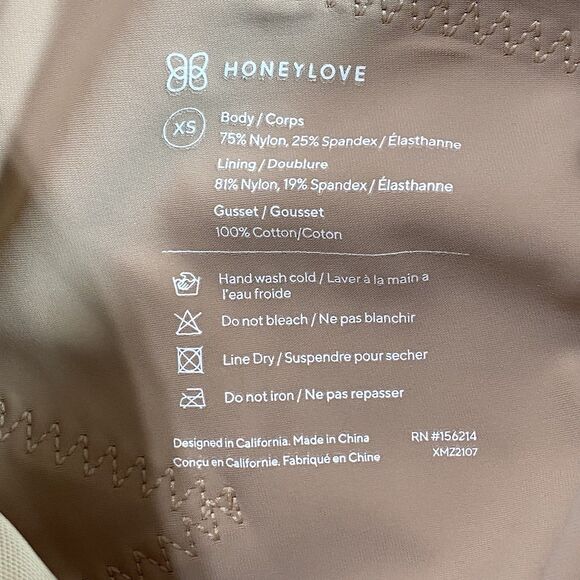 HONEYLOVE
XS
Body / Corps
75% Nylon, 25% Spandex / Élasthanne
Lining / Doublure
81% Nylon, 19% Spandex / Élasthanne
Gusset / Gousset
100% Cotton/Coton
Hand wash cold / Laver à la main a
l'eau froide
Do not bleach / Ne pas blanchir
Line Dry / Suspendre pour secher
Do not iron / Ne pas repasser
Designed in California. Made in China
Conçu en Californie. Fabriqué en Chine
RN #156214
XMZ2107